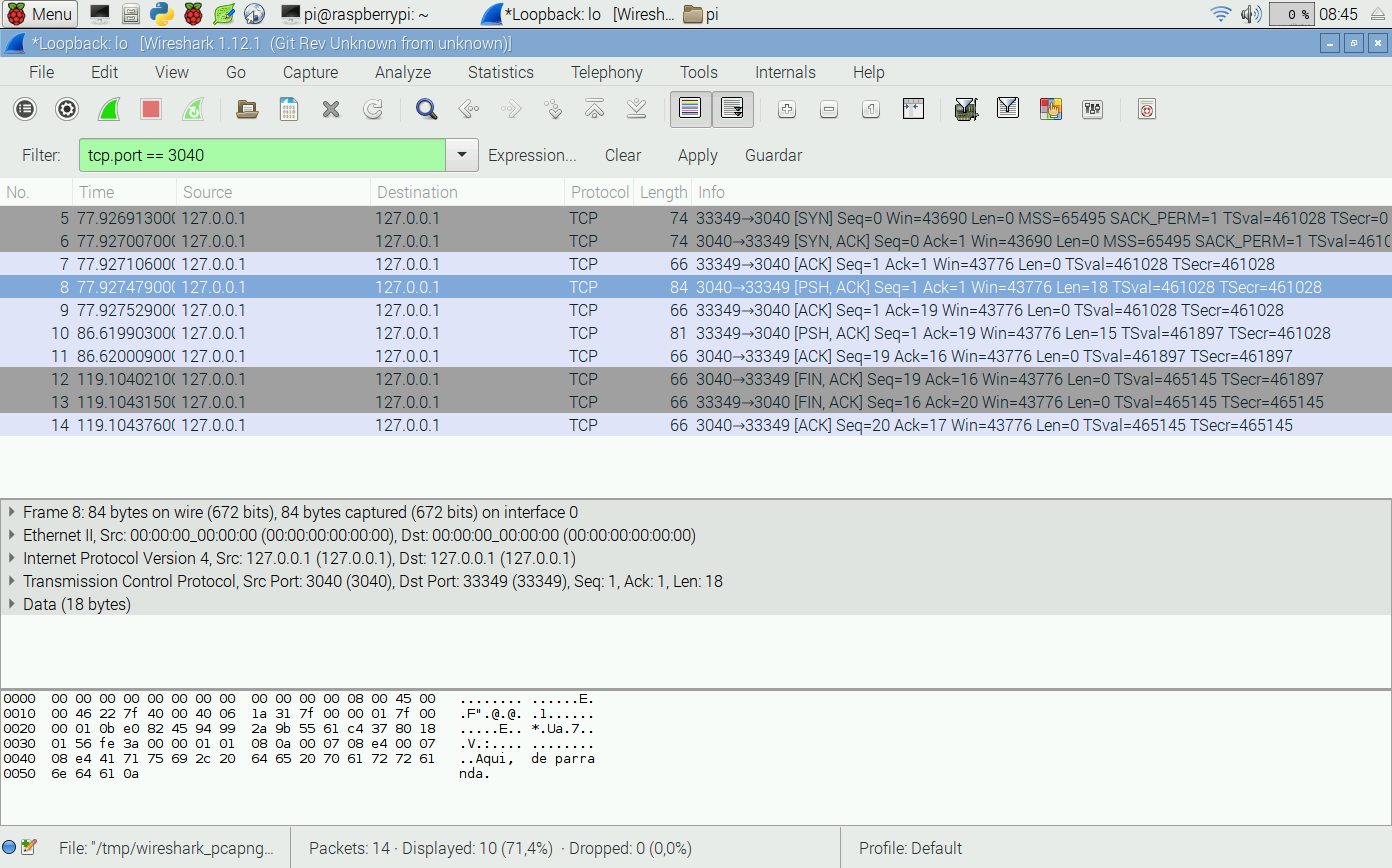 Menu pi@raspberrypi: ~ *Loopback: lo [Wiresh... pi 0 % 08:45
*Loopback: lo [Wireshark 1.12.1 (Git Rev Unknown from unknown)]
File Edit View Go Capture Analyze Statistics Telephony Tools Internals Help
Filter: tcp.port == 3040 Expression... Clear Apply Guardar
No. Time Source Destination Protocol Length Info
5 77.926913000 127.0.0.1 127.0.0.1 TCP 74 33349→3040 [SYN] Seq=0 Win=43690 Len=0 MSS=65495 SACK_PERM=1 TSval=461028 TSecr=0
6 77.927007000 127.0.0.1 127.0.0.1 TCP 74 3040→33349 [SYN, ACK] Seq=0 Ack=1 Win=43690 Len=0 MSS=65495 SACK_PERM=1 TSval=4610
7 77.927106000 127.0.0.1 127.0.0.1 TCP 66 33349→3040 [ACK] Seq=1 Ack=1 Win=43776 Len=0 TSval=461028 TSecr=461028
8 77.927479000 127.0.0.1 127.0.0.1 TCP 84 3040→33349 [PSH, ACK] Seq=1 Ack=1 Win=43776 Len=18 TSval=461028 TSecr=461028
9 77.927529000 127.0.0.1 127.0.0.1 TCP 66 33349→3040 [ACK] Seq=1 Ack=19 Win=43776 Len=0 TSval=461028 TSecr=461028
10 86.619903000 127.0.0.1 127.0.0.1 TCP 81 33349→3040 [PSH, ACK] Seq=1 Ack=19 Win=43776 Len=15 TSval=461897 TSecr=461028
11 86.620009000 127.0.0.1 127.0.0.1 TCP 66 3040→33349 [ACK] Seq=19 Ack=16 Win=43776 Len=0 TSval=461897 TSecr=461897
12 119.10402100 127.0.0.1 127.0.0.1 TCP 66 3040→33349 [FIN, ACK] Seq=19 Ack=16 Win=43776 Len=0 TSval=465145 TSecr=461897
13 119.10431500 127.0.0.1 127.0.0.1 TCP 66 33349→3040 [FIN, ACK] Seq=16 Ack=20 Win=43776 Len=0 TSval=465145 TSecr=465145
14 119.10437600 127.0.0.1 127.0.0.1 TCP 66 3040→33349 [ACK] Seq=20 Ack=17 Win=43776 Len=0 TSval=465145 TSecr=465145
Frame 8: 84 bytes on wire (672 bits), 84 bytes captured (672 bits) on interface 0
Ethernet II, Src: 00:00:00_00:00:00 (00:00:00:00:00:00), Dst: 00:00:00_00:00:00 (00:00:00:00:00:00)
Internet Protocol Version 4, Src: 127.0.0.1 (127.0.0.1), Dst: 127.0.0.1 (127.0.0.1)
Transmission Control Protocol, Src Port: 3040 (3040), Dst Port: 33349 (33349), Seq: 1, Ack: 1, Len: 18
Data (18 bytes)
0000 00 00 00 00 00 00 00 00 00 00 00 00 08 00 45 00 ........ ......E.
0010 00 46 22 7f 40 00 40 06 1a 31 7f 00 00 01 7f 00 .F".@.@. .1......
0020 00 01 0b e0 82 45 94 99 2a 9b 55 61 c4 37 80 18 .....E.. *.Ua.7..
0030 01 56 fe 3a 00 00 01 01 08 0a 00 07 08 e4 00 07 .V.:.... ........
0040 08 e4 41 71 75 69 2c 20 64 65 20 70 61 72 72 61 ..Aqui, de parra
0050 6e 64 61 0a nda.
File: "/tmp/wireshark_pcapng... Packets: 14 · Displayed: 10 (71,4%) · Dropped: 0 (0,0%) Profile: Default